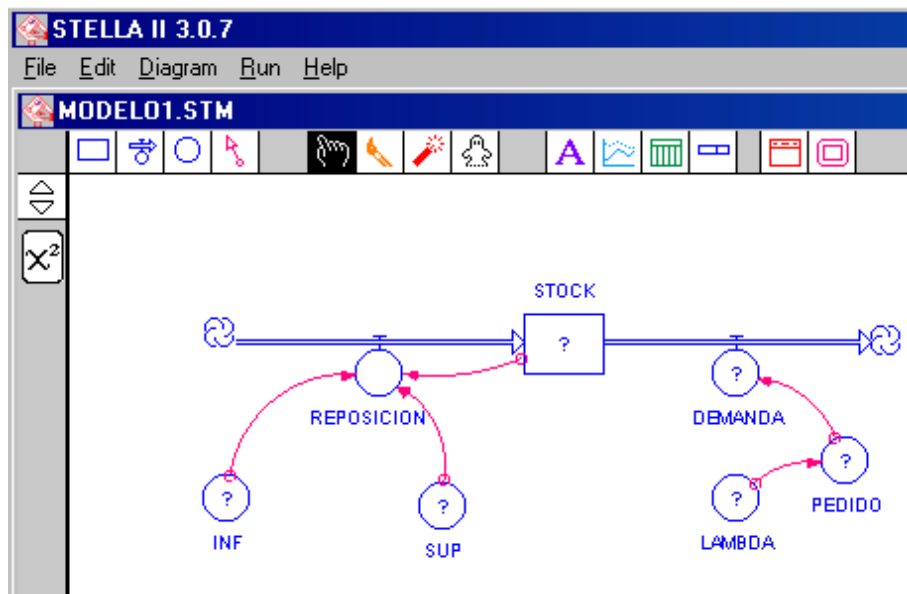 STELLA II 3.0.7
File Edit Diagram Run Help
MODELO1.STM
A
X²
STOCK
?
?
REPOSICION
DEMANDA
?
?
?
?
PEDIDO
INF
SUP
LAMBDA